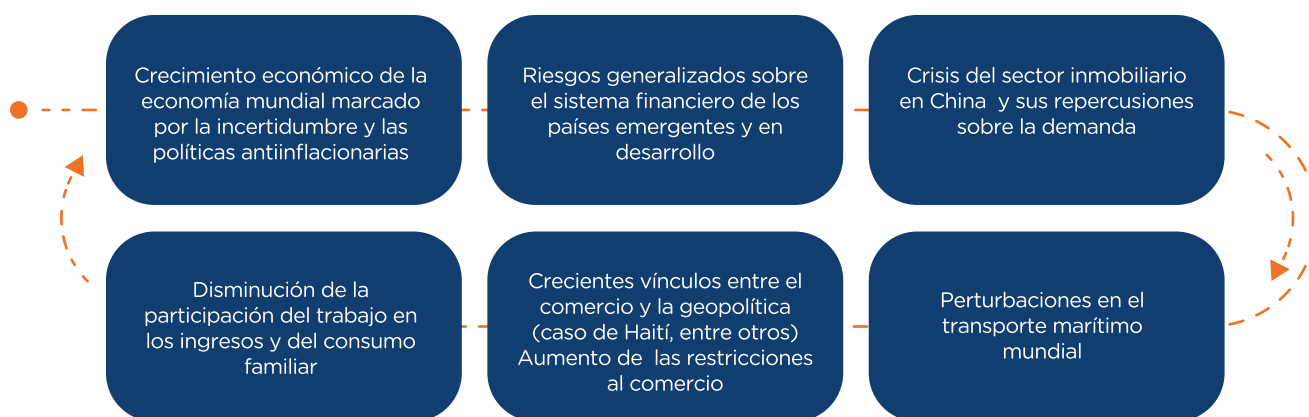 Crecimiento económico de la
economía mundial marcado
por la incertidumbre y las
políticas antiinflacionarias
Riesgos generalizados sobre
el sistema financiero de los
países emergentes y en
desarrollo
Crisis del sector inmobiliario
en China y sus repercusiones
sobre la demanda
Perturbaciones en el
transporte marítimo
mundial
Crecientes vínculos entre el
comercio y la geopolítica
(caso de Haití, entre otros)
Aumento de las restricciones
al comercio
Disminución de la
participación del trabajo en
los ingresos y del consumo
familiar